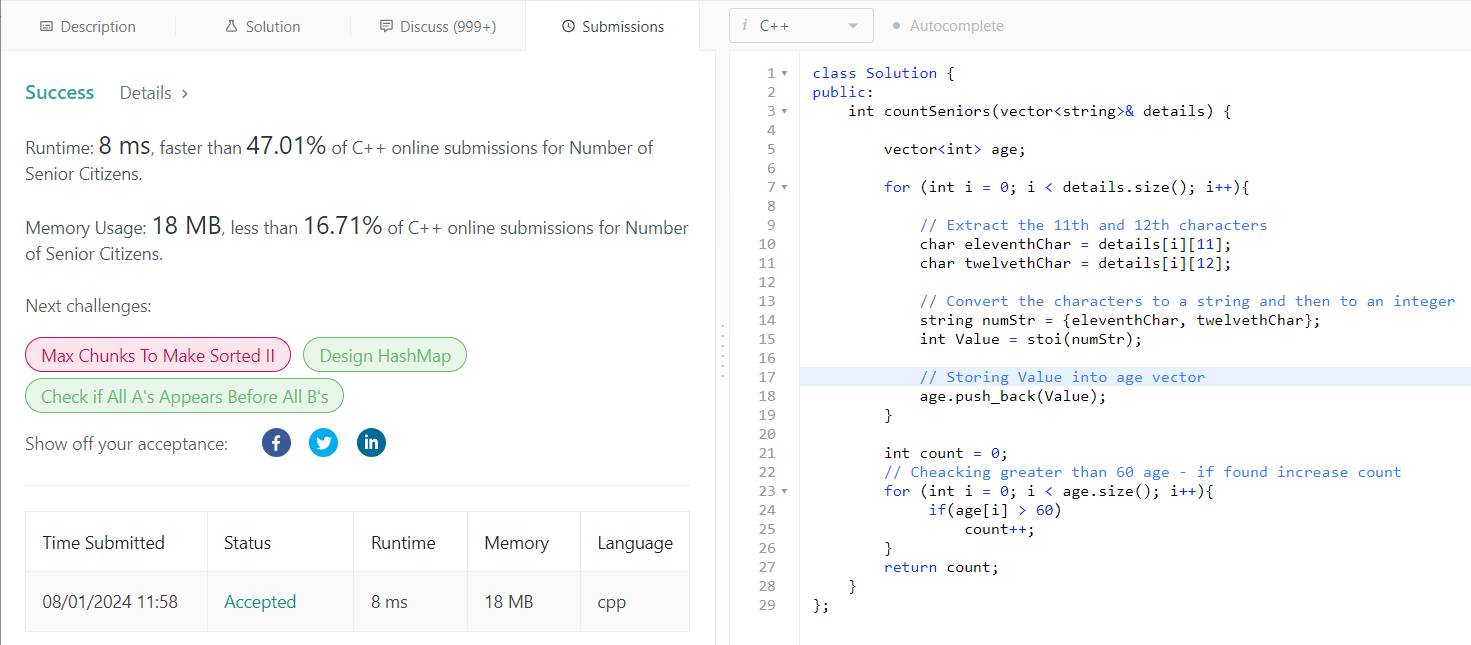 Description
Solution
Discuss (999+)
Submissions
i C++
Autocomplete
Success Details >
Runtime: 8 ms, faster than 47.01% of C++ online submissions for Number of
Senior Citizens.
Memory Usage: 18 MB, less than 16.71% of C++ online submissions for Number
of Senior Citizens.
Next challenges:
Max Chunks To Make Sorted II
Design HashMap
Check if All A's Appears Before All B's
Show off your acceptance:
Time Submitted Status Runtime Memory Language
08/01/2024 11:58 Accepted 8 ms 18 MB cpp
1 class Solution {
2 public:
3     int countSeniors(vector<string>& details) {
4
5         vector<int> age;
6
7         for (int i = 0; i < details.size(); i++){
8
9             // Extract the 11th and 12th characters
10             char eleventhChar = details[i][11];
11             char twelvethChar = details[i][12];
12
13             // Convert the characters to a string and then to an integer
14             string numStr = {eleventhChar, twelvethChar};
15             int Value = stoi(numStr);
16
17             // Storing Value into age vector
18             age.push_back(Value);
19         }
20
21         int count = 0;
22         // Cheacking greater than 60 age - if found increase count
23         for (int i = 0; i < age.size(); i++){
24              if(age[i] > 60)
25                  count++;
26         }
27         return count;
28     }
29 };